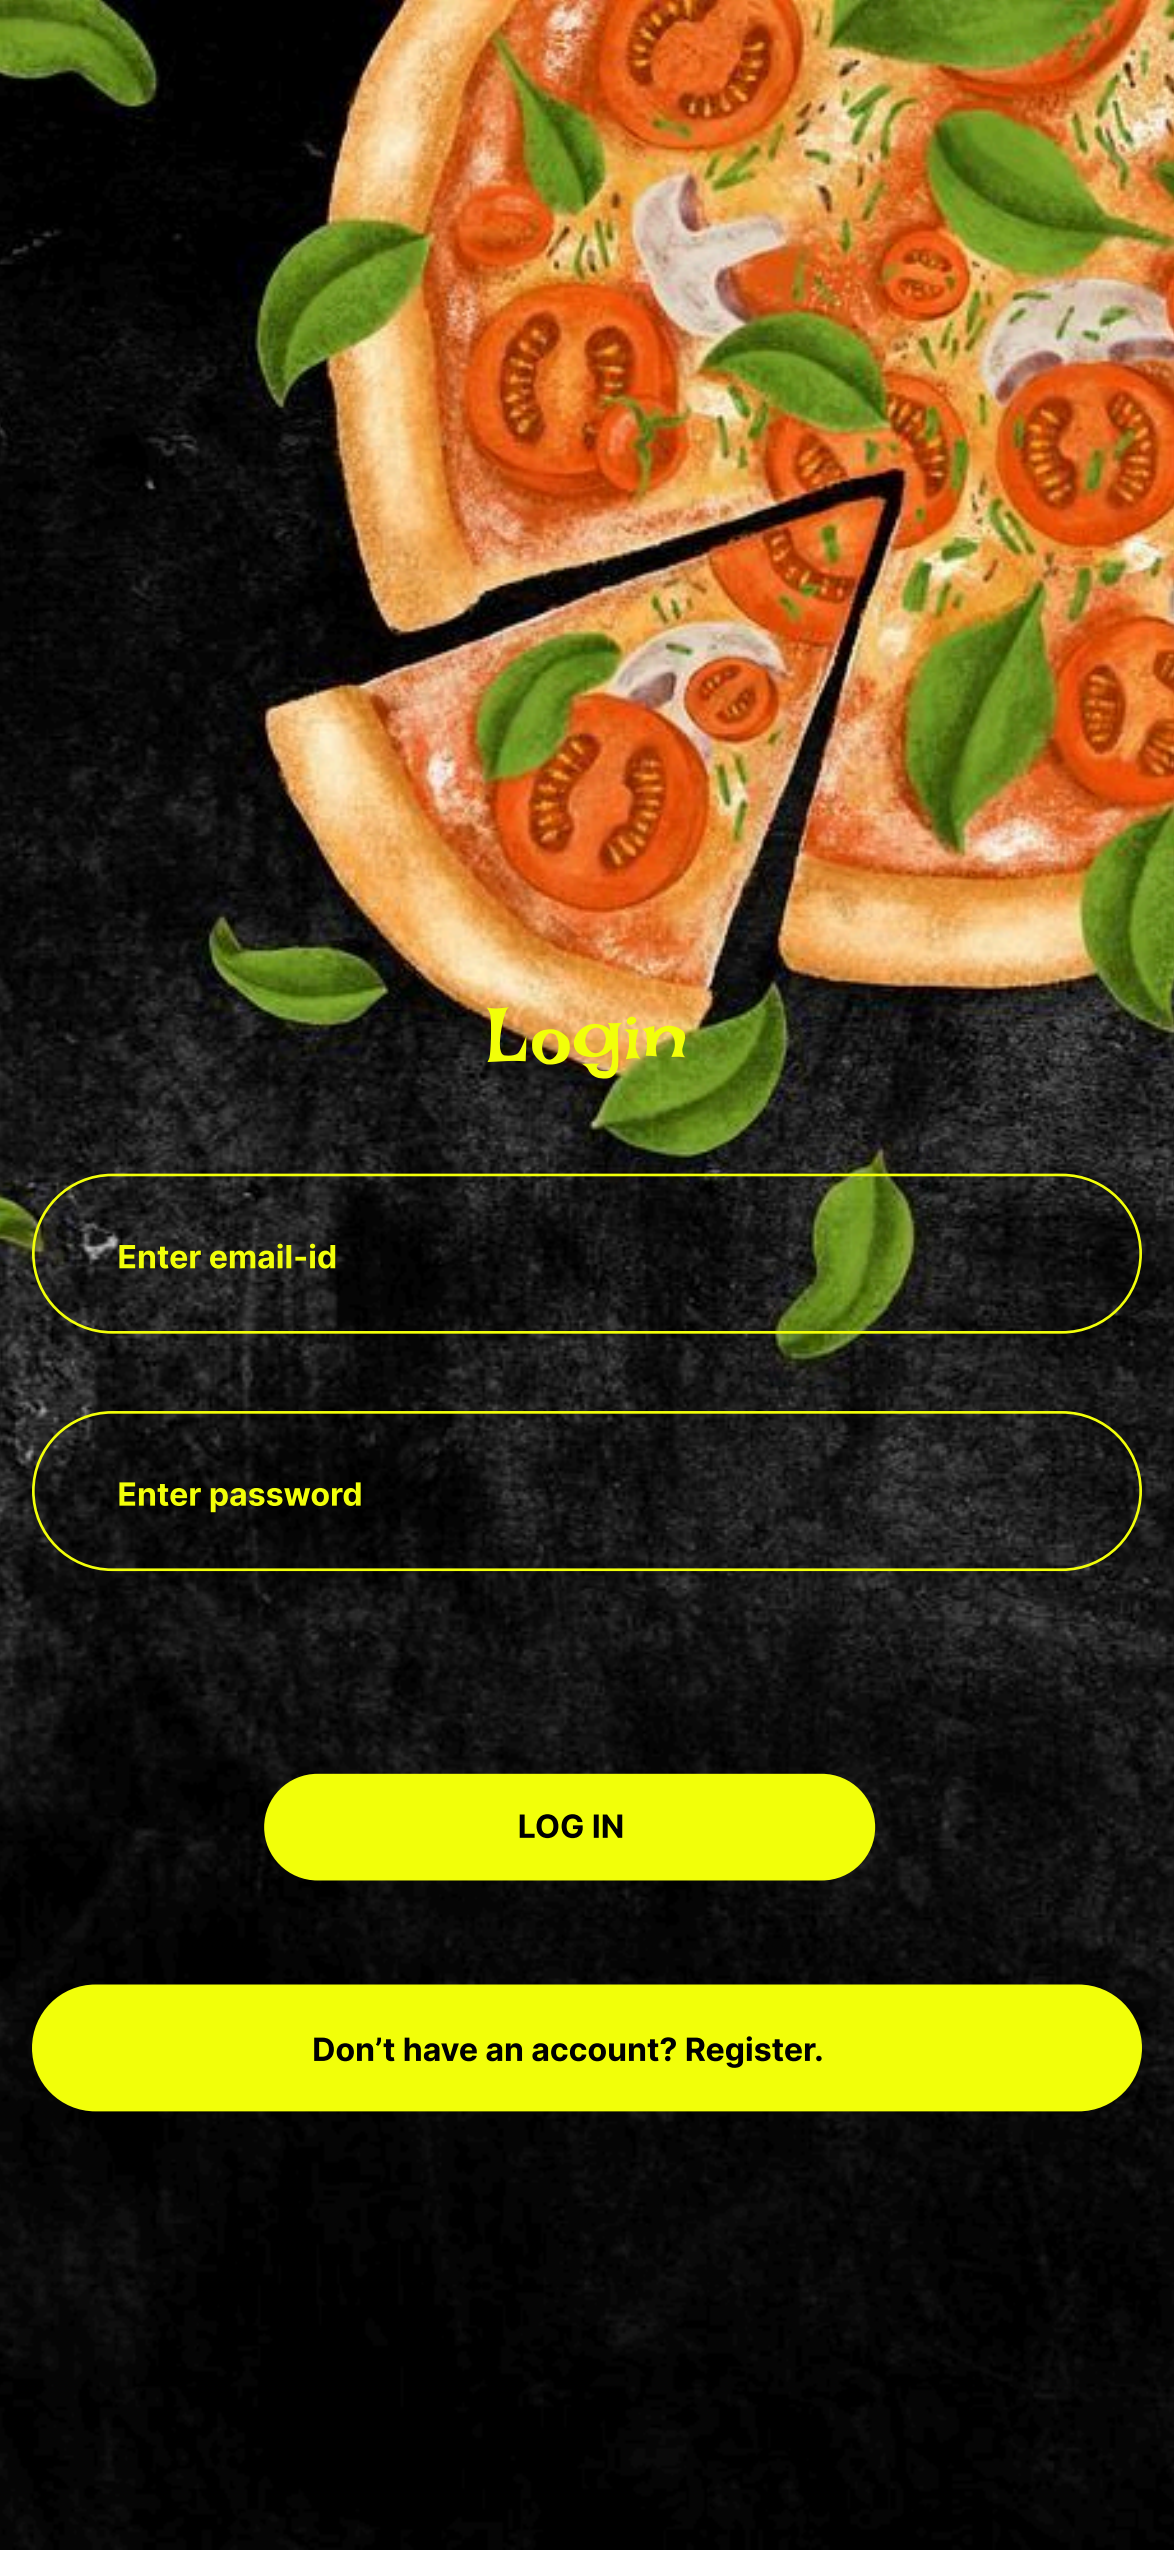 Login
Enter email-id
Enter password
LOG IN
Don’t have an account? Register.